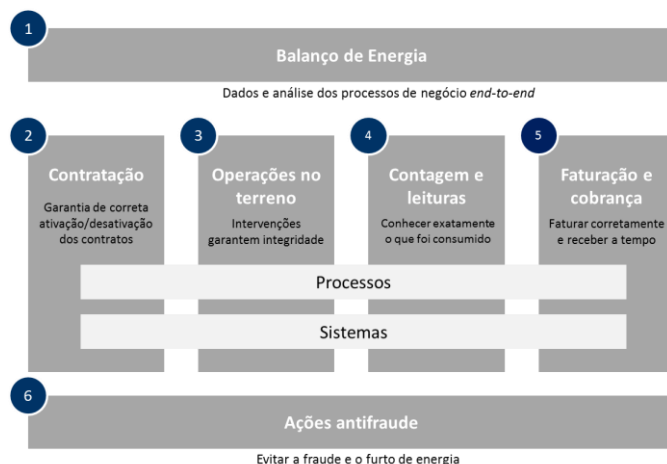 1
Balanço de Energia
Dados e análise dos processos de negócio end-to-end
2
Contratação
Garantia de correta
ativação/desativação
dos contratos
3
Operações no
terreno
Intervenções
garantem integridade
4
Contagem e
leituras
Conhecer exatamente
o que foi consumido
5
Faturação e
cobrança
Faturar corretamente
e receber a tempo
Processos
Sistemas
6
Ações antifraude
Evitar a fraude e o furto de energia